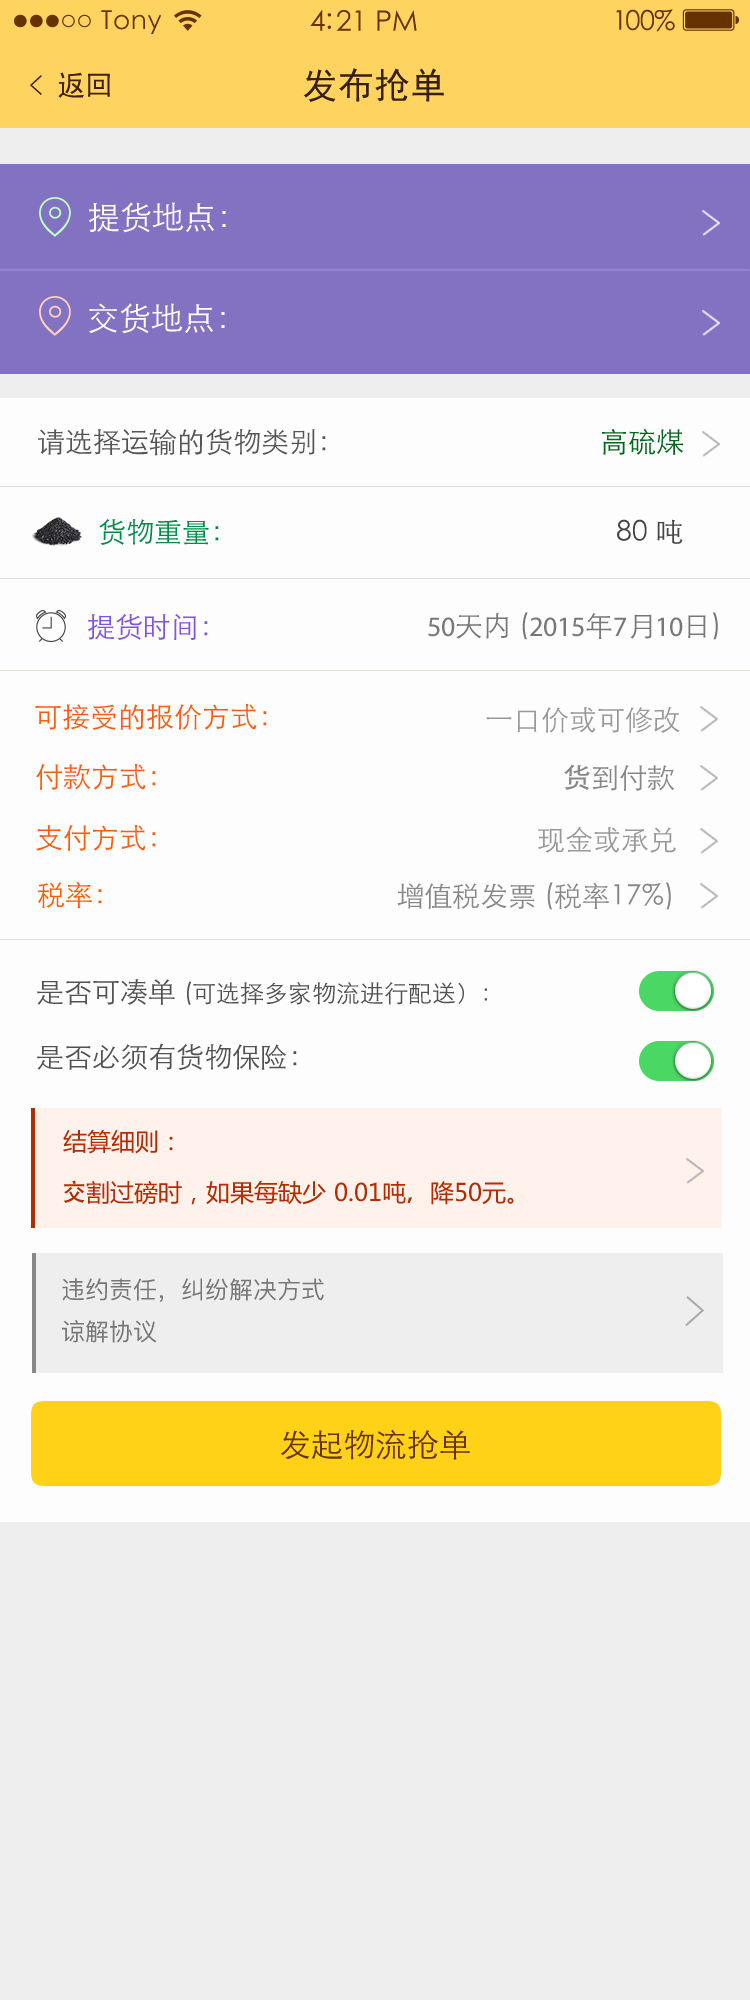 Tony 4:21 PM 100%
返回 发布抢单
提货地点：
交货地点：
请选择运输的货物类别： 高硫煤
货物重量： 80 吨
提货时间： 50天内 (2015年7月10日)
可接受的报价方式： 一口价或可修改
付款方式： 货到付款
支付方式： 现金或承兑
税率： 增值税发票 (税率17%)
是否可凑单 (可选择多家物流进行配送）：
是否必须有货物保险：
结算细则：
交割过磅时，如果每缺少 0.01吨，降50元。
违约责任，纠纷解决方式
谅解协议
发起物流抢单